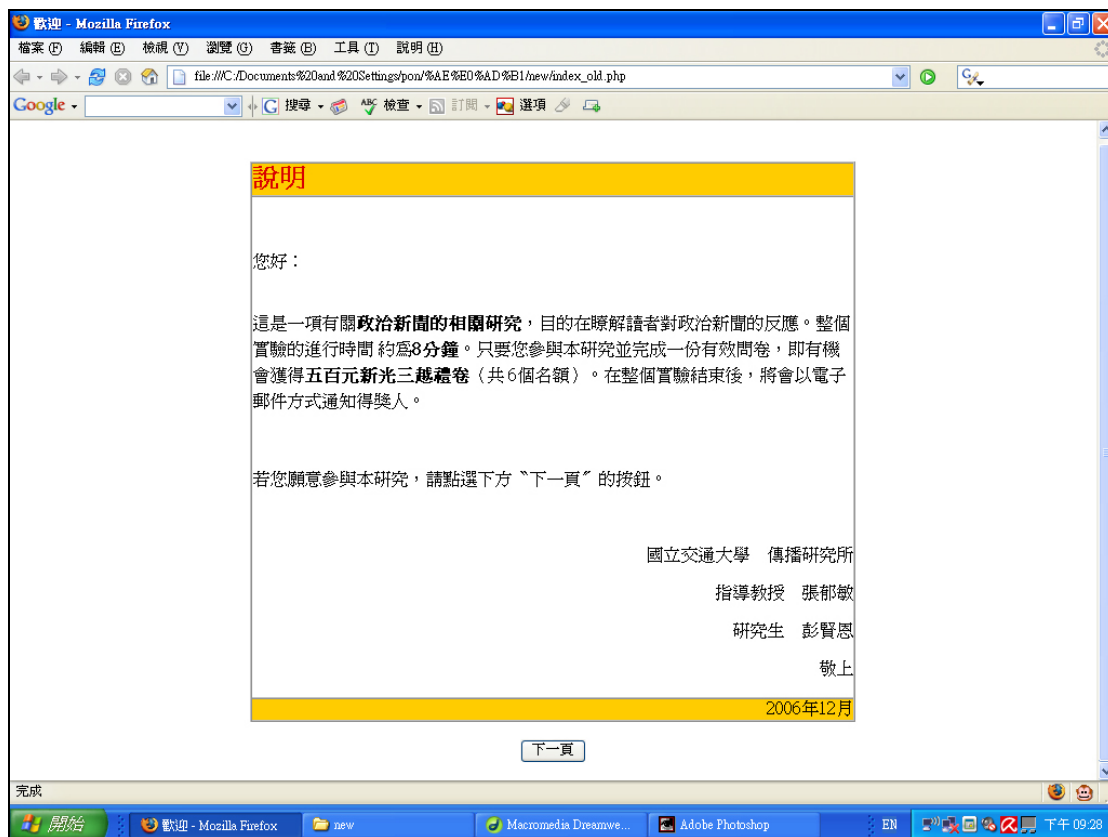 歡迎 - Mozilla Firefox
檔案(F) 編輯(E) 檢視(V) 瀏覽(G) 書籤(B) 工具(T) 說明(H)
file:///C:/Documents%20and%20Settings/pon/%AE%E0%AD%B1/new/index_old.php
Google 搜尋 檢查 訂閱 選項
說明
您好：
這是一項有關政治新聞的相關研究，目的在瞭解讀者對政治新聞的反應。整個
實驗的進行時間 約為8分鐘。只要您參與本研究並完成一份有效問卷，即有機
會獲得五百元新光三越禮卷（共6個名額）。在整個實驗結束後，將會以電子
郵件方式通知得獎人。
若您願意參與本研究，請點選下方〝下一頁〞的按鈕。
國立交通大學　傳播研究所
指導教授　張郁敏
研究生　彭賢恩
敬上
2006年12月
下一頁
完成
開始 歡迎 - Mozilla Firefox new Macromedia Dreamwe... Adobe Photoshop EN 下午 09:28